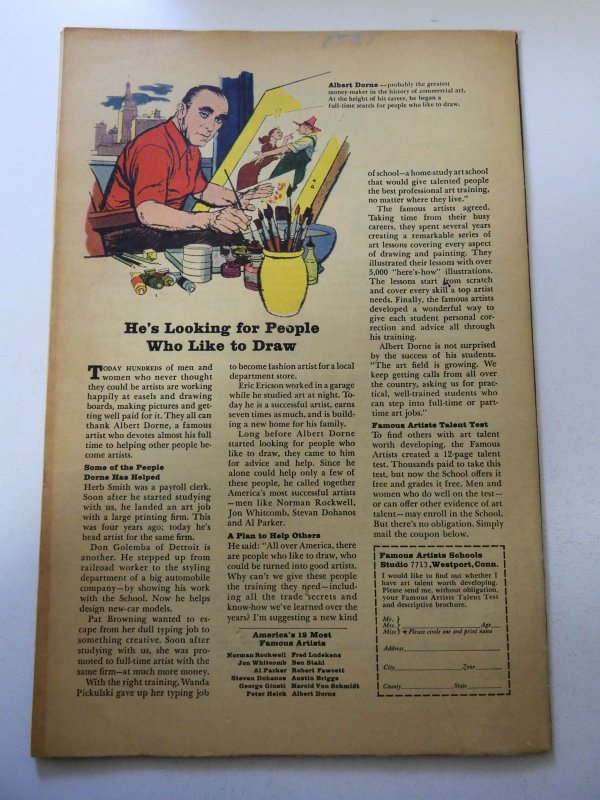 Albert Dorne—probably the greatest
money-maker in the history of commercial art.
At the height of his career, he began a
full-time search for people who like to draw.
He's Looking for People
Who Like to Draw
TODAY HUNDREDS of men and
women who never thought
they could be artists are working
happily at easels and drawing
boards, making pictures and get-
ting well paid for it. They all can
thank Albert Dorne, a famous
artist who devotes almost his full
time to helping other people be-
come artists.
Some of the People
Dorne Has Helped
Herb Smith was a payroll clerk.
Soon after he started studying
with us, he landed an art job
with a large printing firm. This
was four years ago; today he's
head artist for the same firm.
Don Golemba of Detroit is
another. He stepped up from
railroad worker to the styling
department of a big automobile
company—by showing his work
with the School. Now he helps
design new-car models.
Pat Browning wanted to es-
cape from her dull typing job to
something creative. Soon after
studying with us, she was pro-
moted to full-time artist with the
same firm—at much more money.
With the right training, Wanda
Pickulski gave up her typing job
to become fashion artist for a local
department store.
Eric Ericson worked in a garage
while he studied art at night. To-
day he is a successful artist, earns
seven times as much, and is build-
ing a new home for his family.
Long before Albert Dorne
started looking for people who
like to draw, they came to him
for advice and help. Since he
alone could help only a few of
these people, he called together
America's most successful artists
—men like Norman Rockwell,
Jon Whitcomb, Stevan Dohanos
and Al Parker.
A Plan to Help Others
He said: "All over America, there
are people who like to draw, who
could be turned into good artists.
Why can't we give these people
the training they need—includ-
ing all the trade secrets and
know-how we've learned over the
years? I'm suggesting a new kind
America's 12 Most
Famous Artists
Norman Rockwell Fred Ludekens
Jon Whitcomb Ben Stahl
Al Parker Robert Fawcett
Stevan Dohanos Austin Briggs
George Giusti Harold Von Schmidt
Peter Helck Albert Dorne
of school—a home-study art school
that would give talented people
the best professional art training,
no matter where they live."
The famous artists agreed.
Taking time from their busy
careers, they spent several years
creating a remarkable series of
art lessons covering every aspect
of drawing and painting. They
illustrated their lessons with over
5,000 "here's-how" illustrations.
The lessons start from scratch
and cover every skill a top artist
needs. Finally, the famous artists
developed a wonderful way to
give each student personal cor-
rection and advice all through
his training.
Albert Dorne is not surprised
by the success of his students.
"The art field is growing. We
keep getting calls from all over
the country, asking us for prac-
tical, well-trained students who
can step into full-time or part-
time art jobs."
Famous Artists Talent Test
To find others with art talent
worth developing, the Famous
Artists created a 12-page talent
test. Thousands paid to take this
test, but now the School offers it
free and grades it free. Men and
women who do well on the test—
or can offer other evidence of art
talent—may enroll in the School.
But there's no obligation. Simply
mail the coupon below.
Famous Artists Schools
Studio 7713, Westport, Conn.
I would like to find out whether I
have art talent worth developing.
Please send me, without obligation,
your Famous Artists Talent Test
and descriptive brochure.
Mr.
Mrs. Age
Miss Please circle one and print name
Address
City Zone
County State